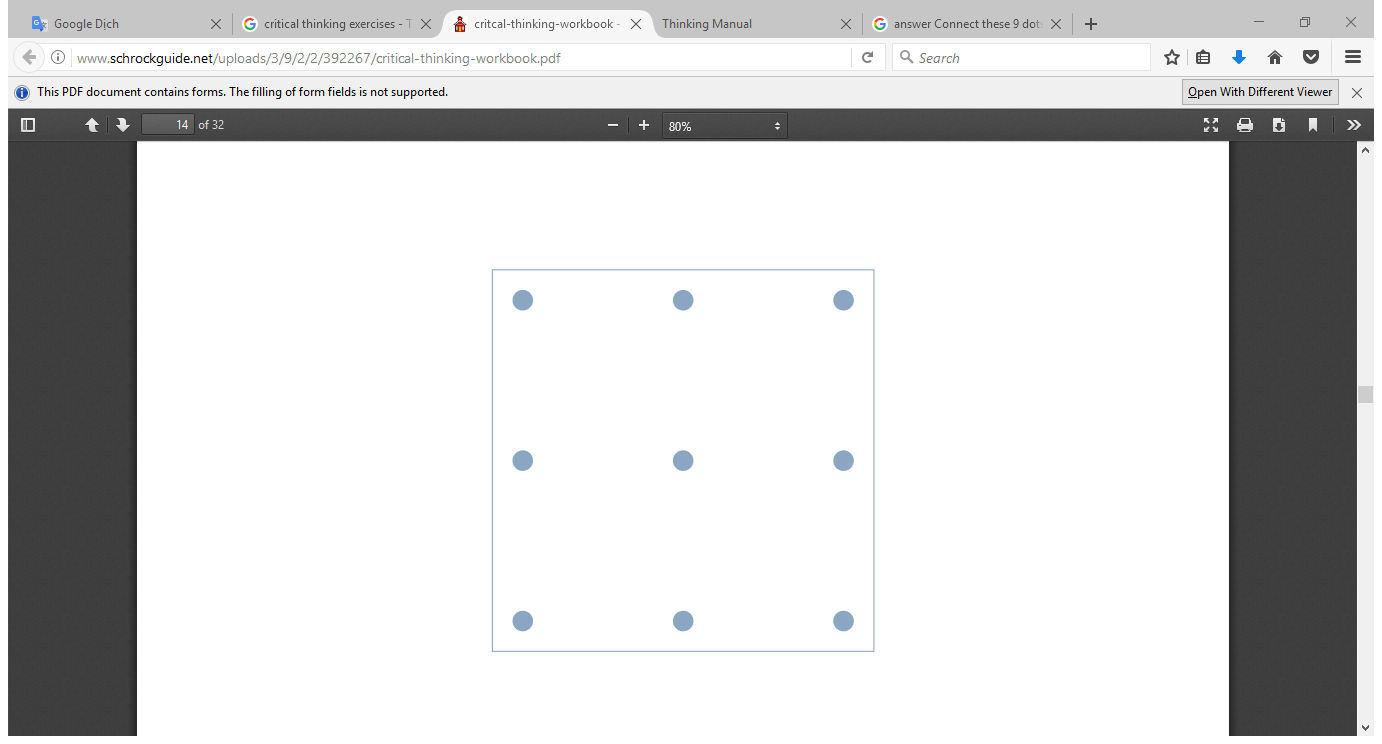 Google Dịch
critical thinking exercises - T
critcal-thinking-workbook -
Thinking Manual
answer Connect these 9 dot
www.schrockguide.net/uploads/3/9/2/2/392267/critical-thinking-workbook.pdf
Search
This PDF document contains forms. The filling of form fields is not supported.
Open With Different Viewer
14 of 32
80%